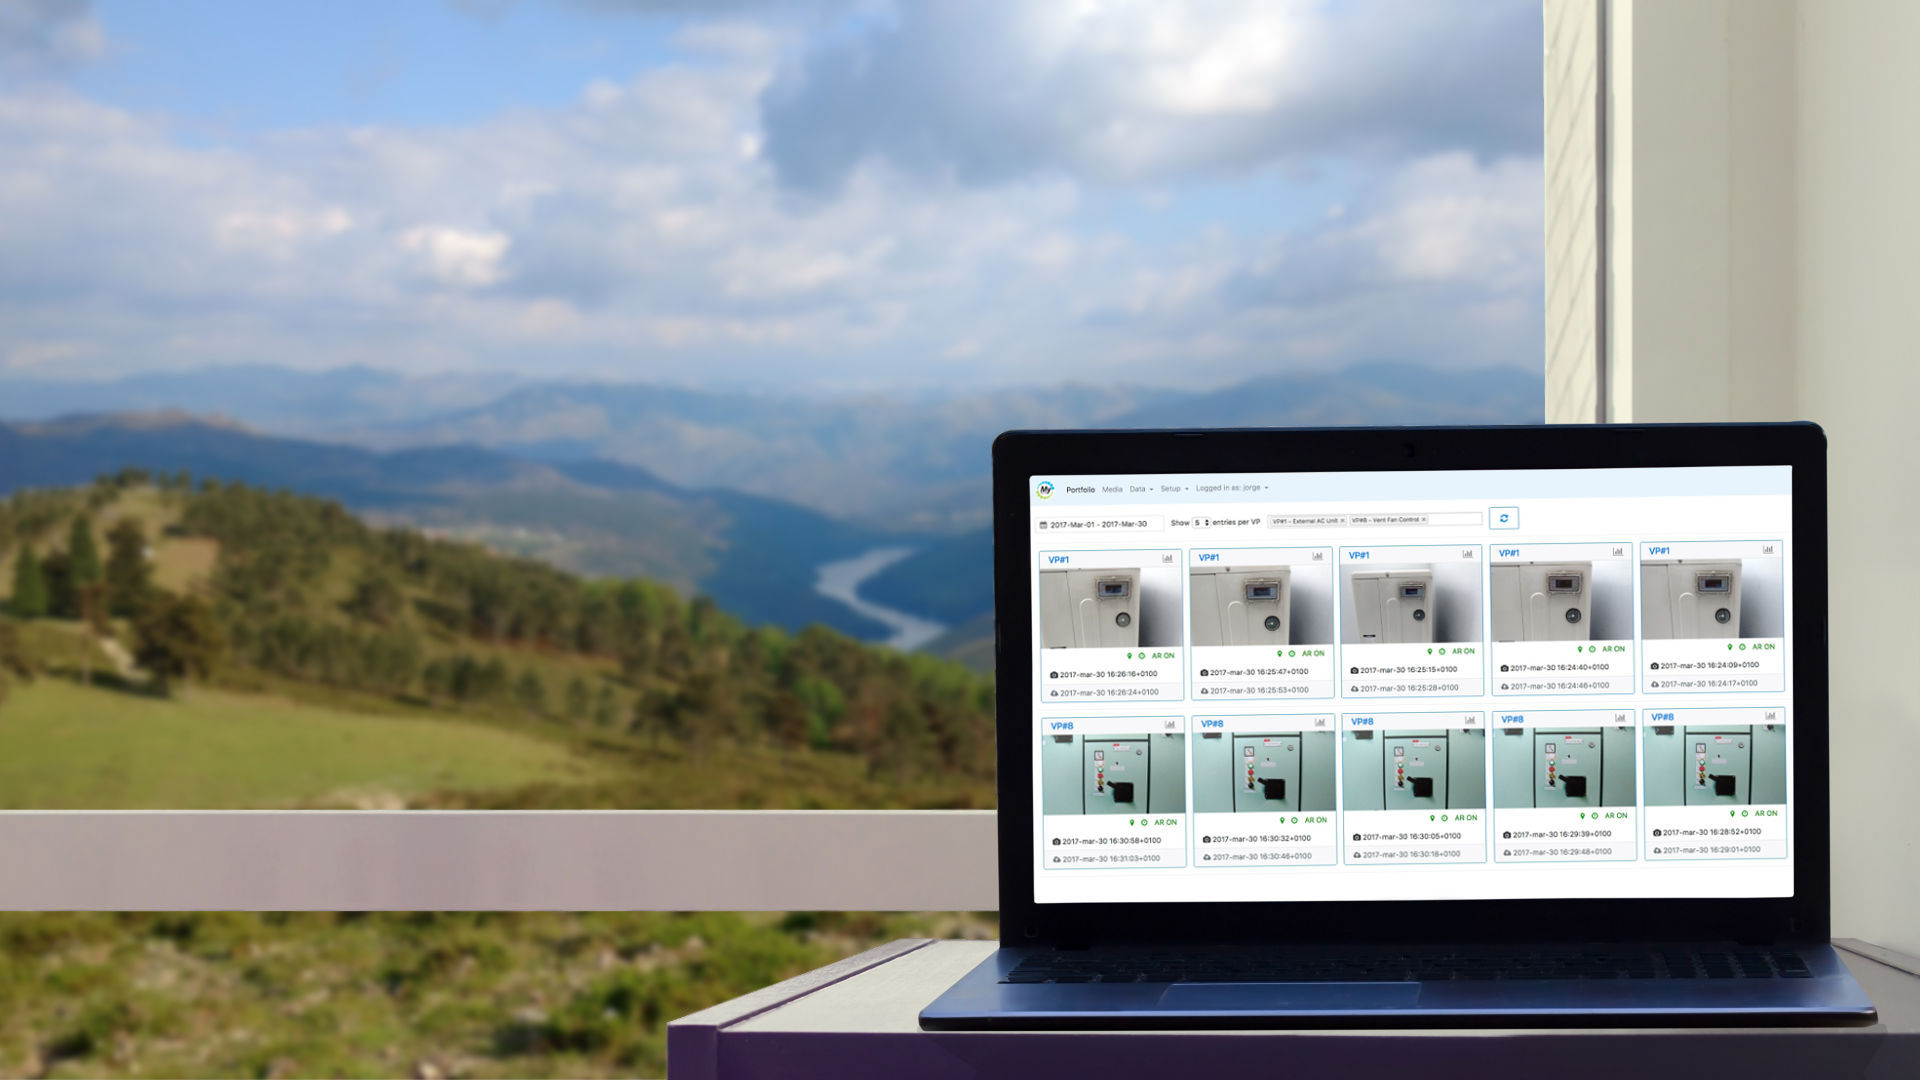 My Portfolio Media Data Setup Logged in as: jorge
2017-Mar-01 - 2017-Mar-30 Show 5 entries per VP VP#1 - External AC Unit × VP#8 - Vent Fan Control ×
VP#1 VP#1 VP#1 VP#1 VP#1
AR ON AR ON AR ON AR ON AR ON
2017-mar-30 16:26:16+0100 2017-mar-30 16:25:47+0100 2017-mar-30 16:25:15+0100 2017-mar-30 16:24:40+0100 2017-mar-30 16:24:09+0100
2017-mar-30 16:26:24+0100 2017-mar-30 16:25:53+0100 2017-mar-30 16:25:28+0100 2017-mar-30 16:24:46+0100 2017-mar-30 16:24:17+0100
VP#8 VP#8 VP#8 VP#8 VP#8
AR ON AR ON AR ON AR ON AR ON
2017-mar-30 16:30:58+0100 2017-mar-30 16:30:32+0100 2017-mar-30 16:30:05+0100 2017-mar-30 16:29:39+0100 2017-mar-30 16:28:52+0100
2017-mar-30 16:31:03+0100 2017-mar-30 16:30:46+0100 2017-mar-30 16:30:18+0100 2017-mar-30 16:29:48+0100 2017-mar-30 16:29:01+0100